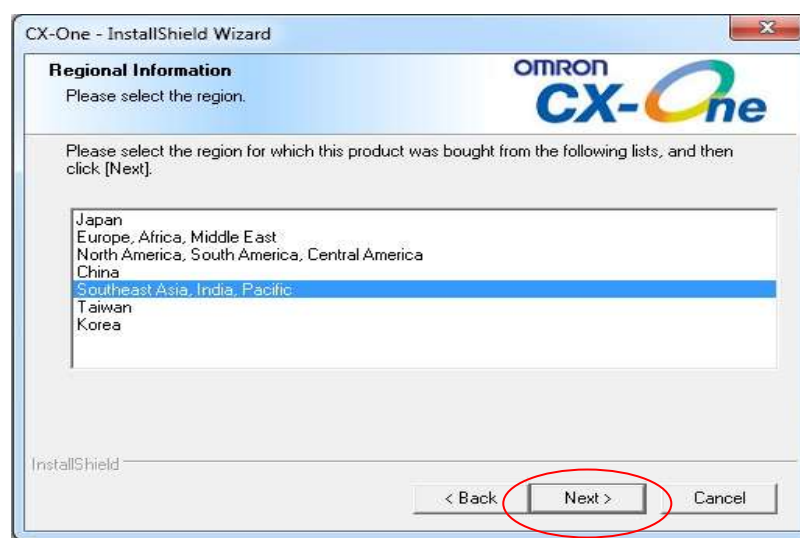 CX-One - InstallShield Wizard
Regional Information
Please select the region.
OMRON
CX-One
Please select the region for which this product was bought from the following lists, and then
click [Next].
Japan
Europe, Africa, Middle East
North America, South America, Central America
China
Southeast Asia, India, Pacific
Taiwan
Korea
InstallShield
< Back
Next >
Cancel